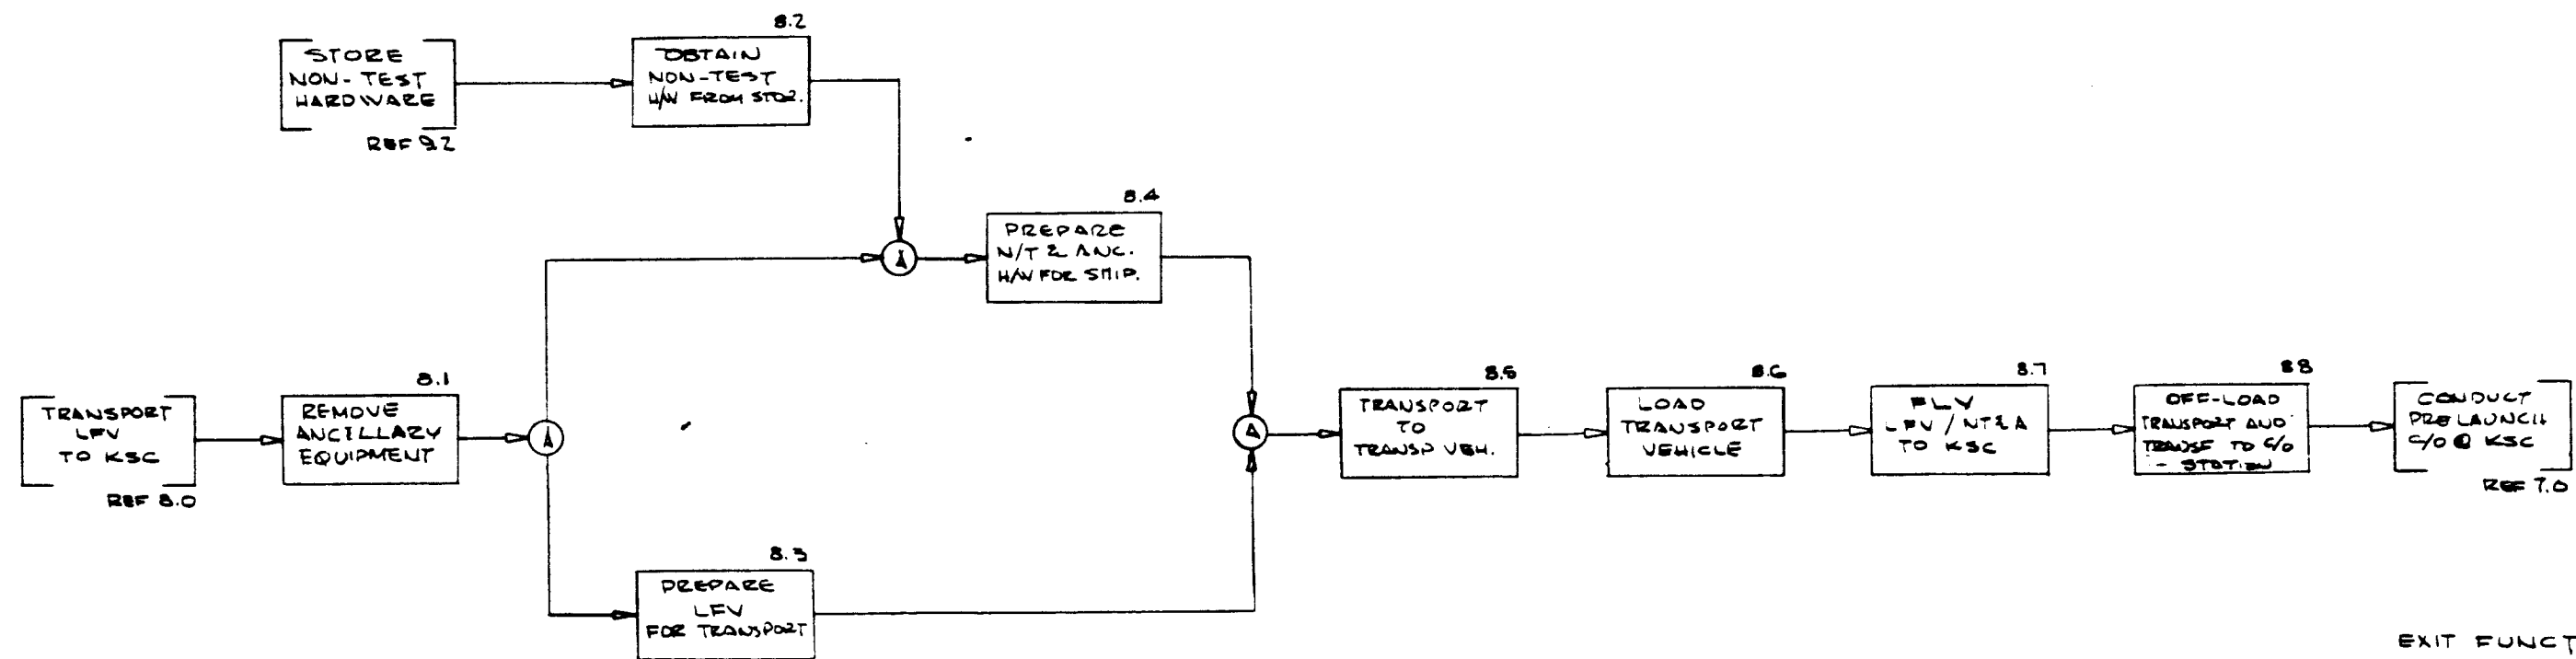 8.2
STORE
NON-TEST
HARDWARE
REF 9.2
OBTAIN
NON-TEST
H/W FROM STOR.
8.4
PREPARE
N/T & ANC.
H/W FOR SHIP.
A
TRANSPORT
LFV
TO KSC
REF 8.0
8.1
REMOVE
ANCILLARY
EQUIPMENT
A
8.3
PREPARE
LFV
FOR TRANSPORT
A
8.5
TRANSPORT
TO
TRANSP VEH.
8.6
LOAD
TRANSPORT
VEHICLE
8.7
FLY
LFV / NT & A
TO KSC
8.8
OFF-LOAD
TRANSPORT AND
TRANSF TO C/O
STATION
CONDUCT
PRELAUNCH
C/O @ KSC
REF 7.0
EXIT FUNCT